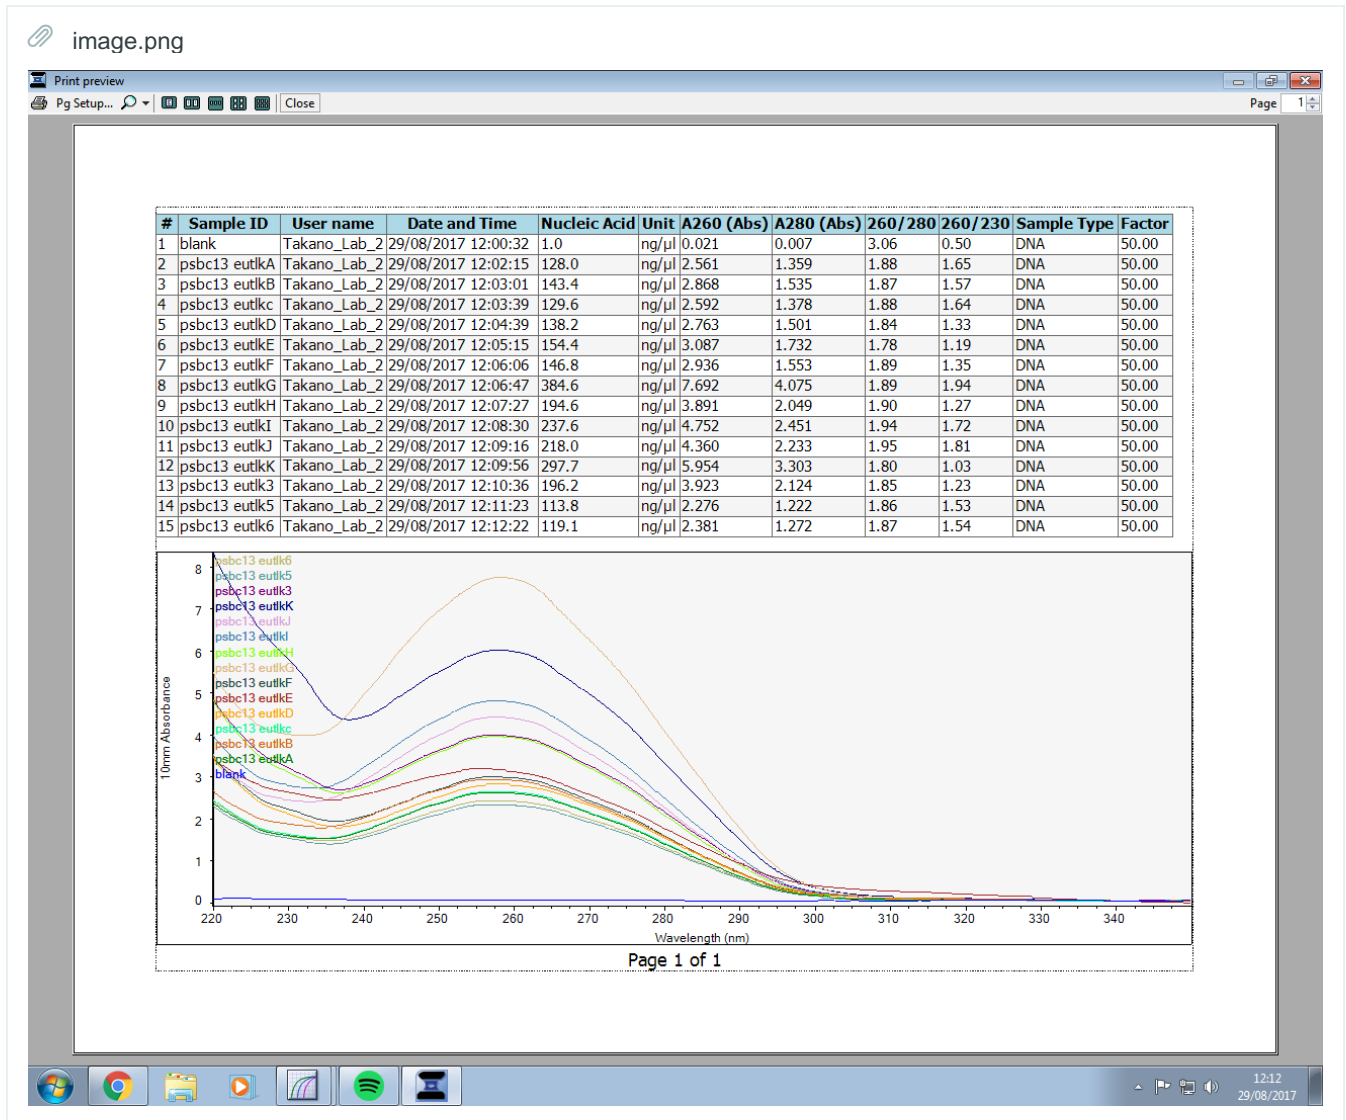 image.png
Print preview
Pg Setup... Close Page 1
# Sample ID User name Date and Time Nucleic Acid Unit A260 (Abs) A280 (Abs) 260/280 260/230 Sample Type Factor
1 blank Takano_Lab_2 29/08/2017 12:00:32 1.0 ng/µl 0.021 0.007 3.06 0.50 DNA 50.00
2 psbc13 eutlkA Takano_Lab_2 29/08/2017 12:02:15 128.0 ng/µl 2.561 1.359 1.88 1.65 DNA 50.00
3 psbc13 eutlkB Takano_Lab_2 29/08/2017 12:03:01 143.4 ng/µl 2.868 1.535 1.87 1.57 DNA 50.00
4 psbc13 eutlkc Takano_Lab_2 29/08/2017 12:03:39 129.6 ng/µl 2.592 1.378 1.88 1.64 DNA 50.00
5 psbc13 eutlkD Takano_Lab_2 29/08/2017 12:04:39 138.2 ng/µl 2.763 1.501 1.84 1.33 DNA 50.00
6 psbc13 eutlkE Takano_Lab_2 29/08/2017 12:05:15 154.4 ng/µl 3.087 1.732 1.78 1.19 DNA 50.00
7 psbc13 eutlkF Takano_Lab_2 29/08/2017 12:06:06 146.8 ng/µl 2.936 1.553 1.89 1.35 DNA 50.00
8 psbc13 eutlkG Takano_Lab_2 29/08/2017 12:06:47 384.6 ng/µl 7.692 4.075 1.89 1.94 DNA 50.00
9 psbc13 eutlkH Takano_Lab_2 29/08/2017 12:07:27 194.6 ng/µl 3.891 2.049 1.90 1.27 DNA 50.00
10 psbc13 eutlkI Takano_Lab_2 29/08/2017 12:08:30 237.6 ng/µl 4.752 2.451 1.94 1.72 DNA 50.00
11 psbc13 eutlkJ Takano_Lab_2 29/08/2017 12:09:16 218.0 ng/µl 4.360 2.233 1.95 1.81 DNA 50.00
12 psbc13 eutlkK Takano_Lab_2 29/08/2017 12:09:56 297.7 ng/µl 5.954 3.303 1.80 1.03 DNA 50.00
13 psbc13 eutlk3 Takano_Lab_2 29/08/2017 12:10:36 196.2 ng/µl 3.923 2.124 1.85 1.23 DNA 50.00
14 psbc13 eutlk5 Takano_Lab_2 29/08/2017 12:11:23 113.8 ng/µl 2.276 1.222 1.86 1.53 DNA 50.00
15 psbc13 eutlk6 Takano_Lab_2 29/08/2017 12:12:22 119.1 ng/µl 2.381 1.272 1.87 1.54 DNA 50.00
psbc13 eutlk6
8
psbc13 eutlk5
psbc13 eutlk3
7 psbc13 eutlkK
psbc13 eutlkJ
psbc13 eutlkI
6 psbc13 eutlkH
psbc13 eutlkG
psbc13 eutlkF
5 psbc13 eutlkE
psbc13 eutlkD
4 psbc13 eutlkc
psbc13 eutlkB
psbc13 eutlkA
3 blank
2
1
0
10mm Absorbance
220 230 240 250 260 270 280 290 300 310 320 330 340
Wavelength (nm)
Page 1 of 1
12:12
29/08/2017